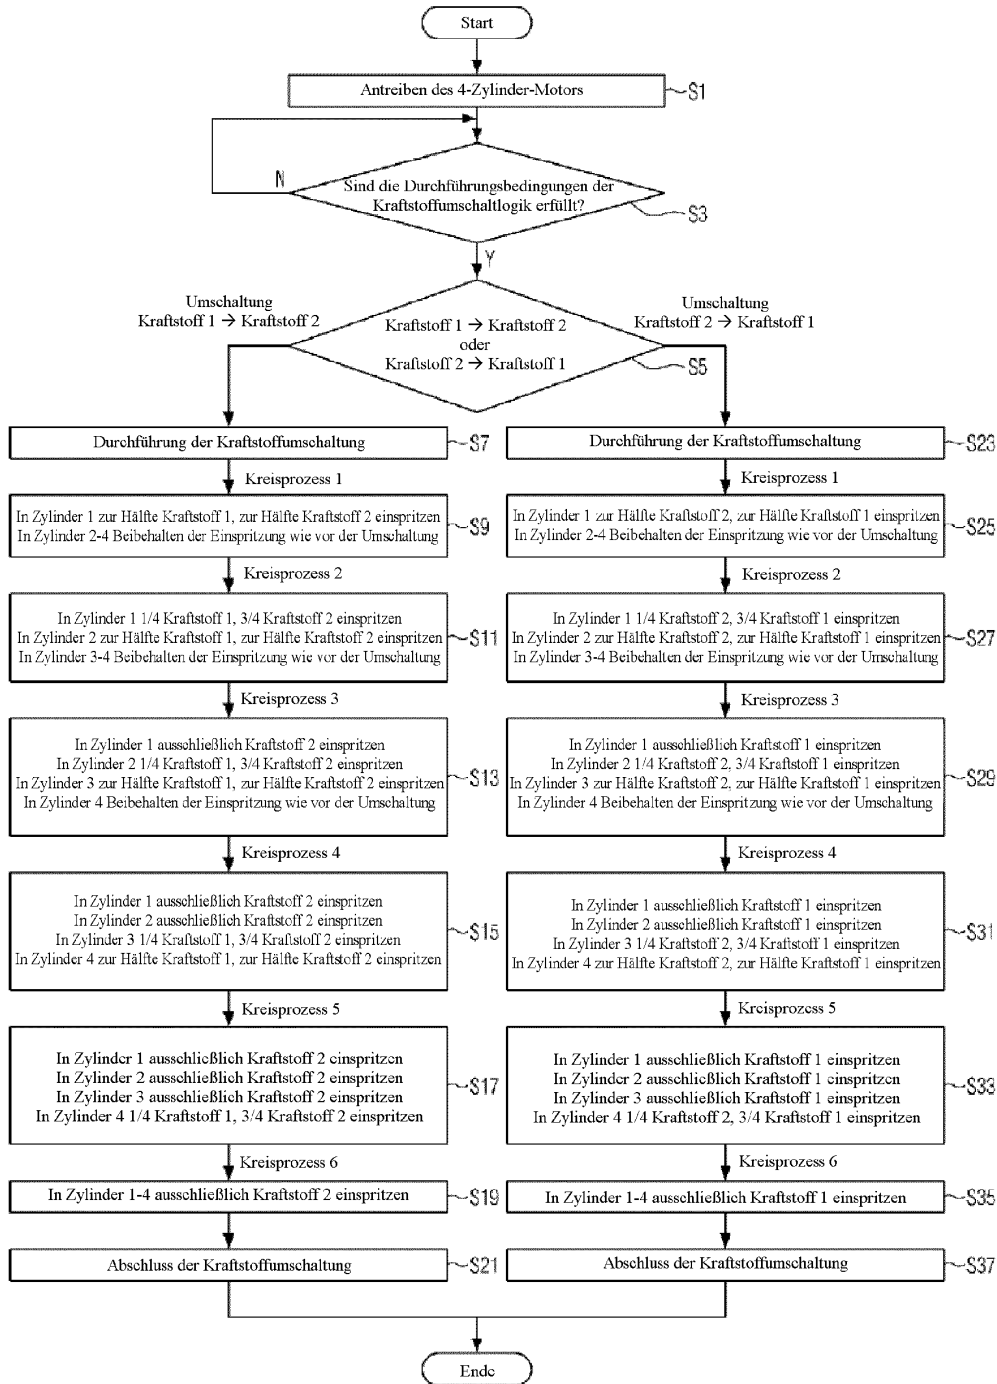 Start
Antreiben des 4-Zylinder-Motors
S1
N
Sind die Durchführungsbedingungen der
Kraftstoffumschaltlogik erfüllt?
S3
Y
Umschaltung
Kraftstoff 1 → Kraftstoff 2
Kraftstoff 1 → Kraftstoff 2
oder
Kraftstoff 2 → Kraftstoff 1
S5
Umschaltung
Kraftstoff 2 → Kraftstoff 1
Durchführung der Kraftstoffumschaltung
S7
Kreisprozess 1
In Zylinder 1 zur Hälfte Kraftstoff 1, zur Hälfte Kraftstoff 2 einspritzen
In Zylinder 2-4 Beibehalten der Einspritzung wie vor der Umschaltung
S9
Kreisprozess 2
In Zylinder 1 1/4 Kraftstoff 1, 3/4 Kraftstoff 2 einspritzen
In Zylinder 2 zur Hälfte Kraftstoff 1, zur Hälfte Kraftstoff 2 einspritzen
In Zylinder 3-4 Beibehalten der Einspritzung wie vor der Umschaltung
S11
Kreisprozess 3
In Zylinder 1 ausschließlich Kraftstoff 2 einspritzen
In Zylinder 2 1/4 Kraftstoff 1, 3/4 Kraftstoff 2 einspritzen
In Zylinder 3 zur Hälfte Kraftstoff 1, zur Hälfte Kraftstoff 2 einspritzen
In Zylinder 4 Beibehalten der Einspritzung wie vor der Umschaltung
S13
Kreisprozess 4
In Zylinder 1 ausschließlich Kraftstoff 2 einspritzen
In Zylinder 2 ausschließlich Kraftstoff 2 einspritzen
In Zylinder 3 1/4 Kraftstoff 1, 3/4 Kraftstoff 2 einspritzen
In Zylinder 4 zur Hälfte Kraftstoff 1, zur Hälfte Kraftstoff 2 einspritzen
S15
Kreisprozess 5
In Zylinder 1 ausschließlich Kraftstoff 2 einspritzen
In Zylinder 2 ausschließlich Kraftstoff 2 einspritzen
In Zylinder 3 ausschließlich Kraftstoff 2 einspritzen
In Zylinder 4 1/4 Kraftstoff 1, 3/4 Kraftstoff 2 einspritzen
S17
Kreisprozess 6
In Zylinder 1-4 ausschließlich Kraftstoff 2 einspritzen
S19
Abschluss der Kraftstoffumschaltung
S21
Durchführung der Kraftstoffumschaltung
S23
Kreisprozess 1
In Zylinder 1 zur Hälfte Kraftstoff 2, zur Hälfte Kraftstoff 1 einspritzen
In Zylinder 2-4 Beibehalten der Einspritzung wie vor der Umschaltung
S25
Kreisprozess 2
In Zylinder 1 1/4 Kraftstoff 2, 3/4 Kraftstoff 1 einspritzen
In Zylinder 2 zur Hälfte Kraftstoff 2, zur Hälfte Kraftstoff 1 einspritzen
In Zylinder 3-4 Beibehalten der Einspritzung wie vor der Umschaltung
S27
Kreisprozess 3
In Zylinder 1 ausschließlich Kraftstoff 1 einspritzen
In Zylinder 2 1/4 Kraftstoff 2, 3/4 Kraftstoff 1 einspritzen
In Zylinder 3 zur Hälfte Kraftstoff 2, zur Hälfte Kraftstoff 1 einspritzen
In Zylinder 4 Beibehalten der Einspritzung wie vor der Umschaltung
S29
Kreisprozess 4
In Zylinder 1 ausschließlich Kraftstoff 1 einspritzen
In Zylinder 2 ausschließlich Kraftstoff 1 einspritzen
In Zylinder 3 1/4 Kraftstoff 2, 3/4 Kraftstoff 1 einspritzen
In Zylinder 4 zur Hälfte Kraftstoff 2, zur Hälfte Kraftstoff 1 einspritzen
S31
Kreisprozess 5
In Zylinder 1 ausschließlich Kraftstoff 1 einspritzen
In Zylinder 2 ausschließlich Kraftstoff 1 einspritzen
In Zylinder 3 ausschließlich Kraftstoff 1 einspritzen
In Zylinder 4 1/4 Kraftstoff 2, 3/4 Kraftstoff 1 einspritzen
S33
Kreisprozess 6
In Zylinder 1-4 ausschließlich Kraftstoff 1 einspritzen
S35
Abschluss der Kraftstoffumschaltung
S37
Ende